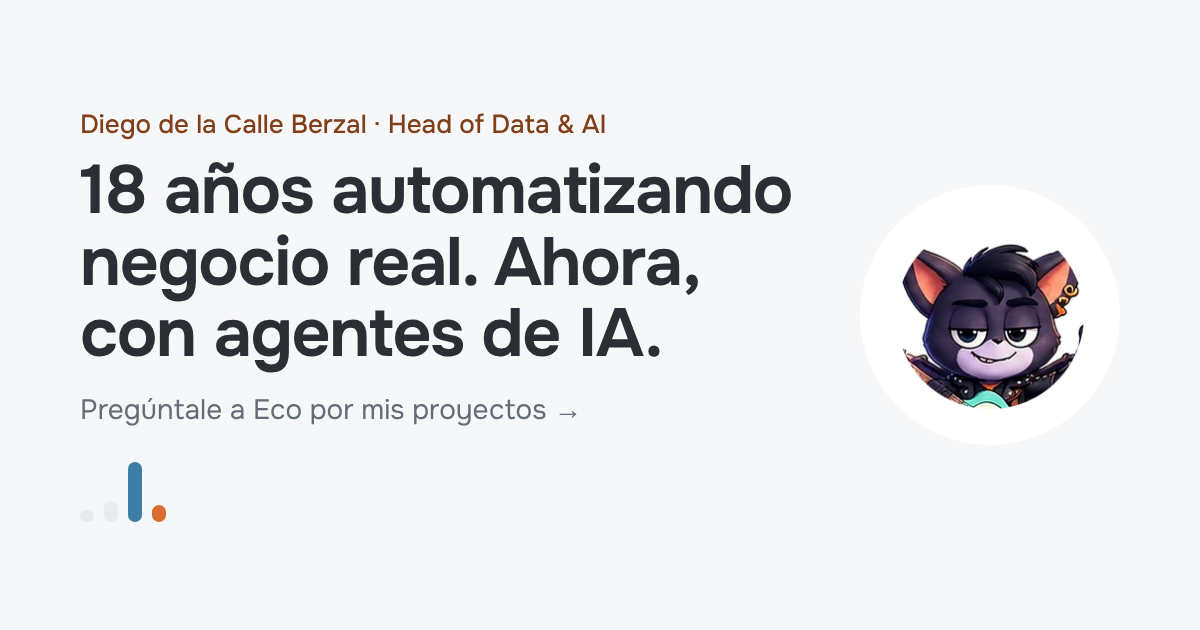 Diego de la Calle Berzal · Head of Data & AI
18 años automatizando
negocio real. Ahora,
con agentes de IA.
Pregúntale a Eco por mis proyectos →